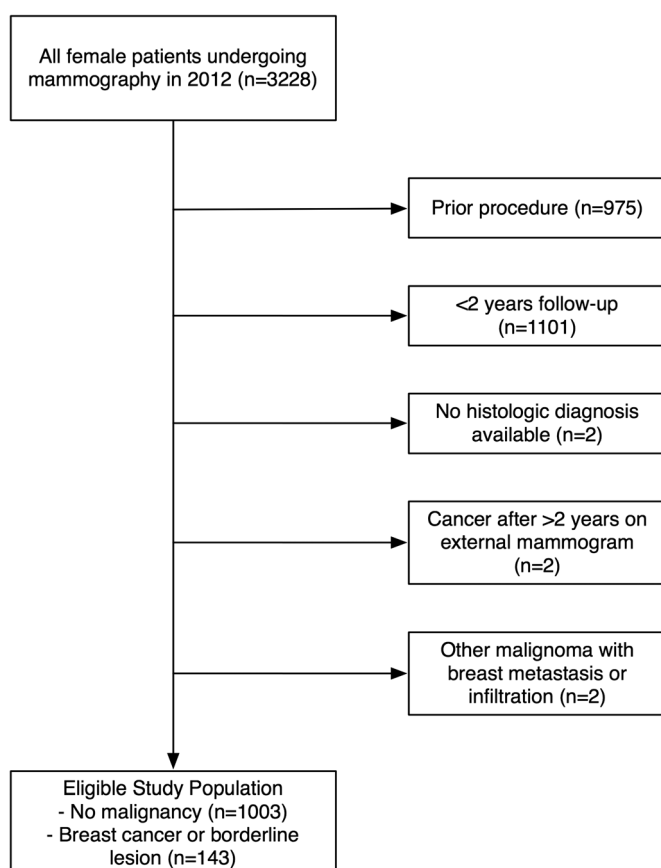 All female patients undergoing
mammography in 2012 (n=3228)
Prior procedure (n=975)
<2 years follow-up
(n=1101)
No histologic diagnosis
available (n=2)
Cancer after >2 years on
external mammogram
(n=2)
Other malignoma with
breast metastasis or
infiltration (n=2)
Eligible Study Population
- No malignancy (n=1003)
- Breast cancer or borderline
lesion (n=143)